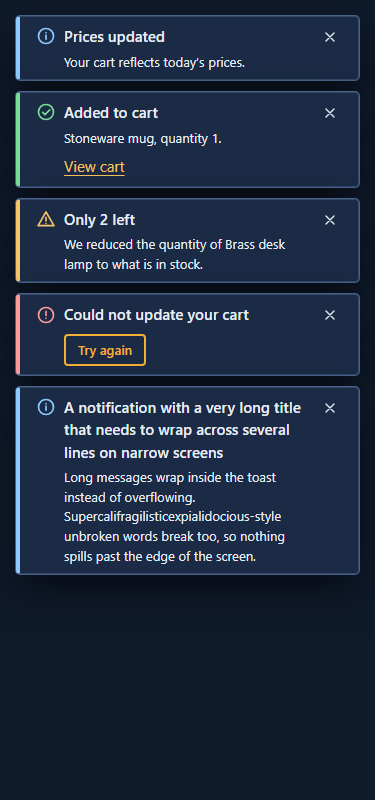 Prices updated
Your cart reflects today's prices.
Added to cart
Stoneware mug, quantity 1.
View cart
Only 2 left
We reduced the quantity of Brass desk
lamp to what is in stock.
Could not update your cart
Try again
A notification with a very long title
that needs to wrap across several
lines on narrow screens
Long messages wrap inside the toast
instead of overflowing.
Supercalifragilisticexpialidocious-style
unbroken words break too, so nothing
spills past the edge of the screen.